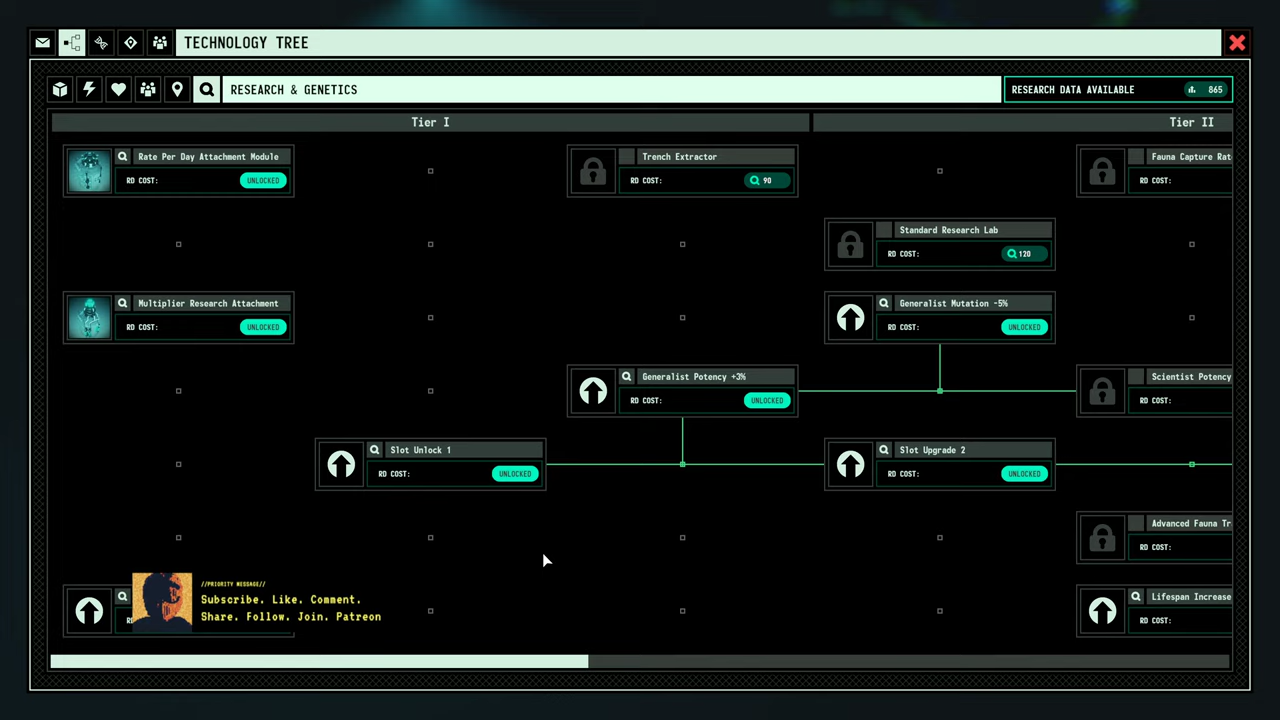 TECHNOLOGY TREE
RESEARCH & GENETICS
RESEARCH DATA AVAILABLE 865
Tier I
Tier II
Rate Per Day Attachment Module
RD COST: UNLOCKED
Trench Extractor
RD COST: 90
Fauna Capture Rat
RD COST:
Standard Research Lab
RD COST: 120
Multiplier Research Attachment
RD COST: UNLOCKED
Generalist Mutation -5%
RD COST: UNLOCKED
Generalist Potency +3%
RD COST: UNLOCKED
Scientist Potency
RD COST:
Slot Unlock 1
RD COST: UNLOCKED
Slot Upgrade 2
RD COST: UNLOCKED
Advanced Fauna Tr
RD COST:
Lifespan Increase
RD COST:
//PRIORITY MESSAGE//
Subscribe. Like. Comment.
Share. Follow. Join. Patreon